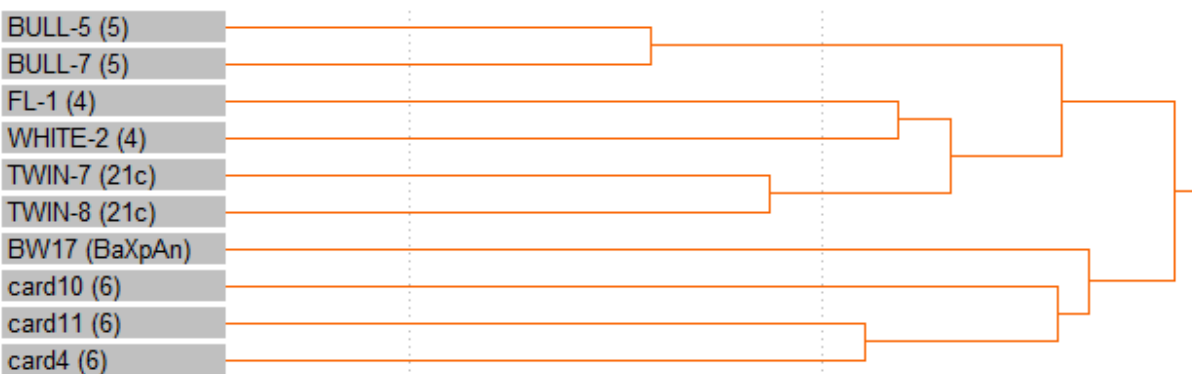 BULL-5 (5)
BULL-7 (5)
FL-1 (4)
WHITE-2 (4)
TWIN-7 (21c)
TWIN-8 (21c)
BW17 (BaXpAn)
card10 (6)
card11 (6)
card4 (6)